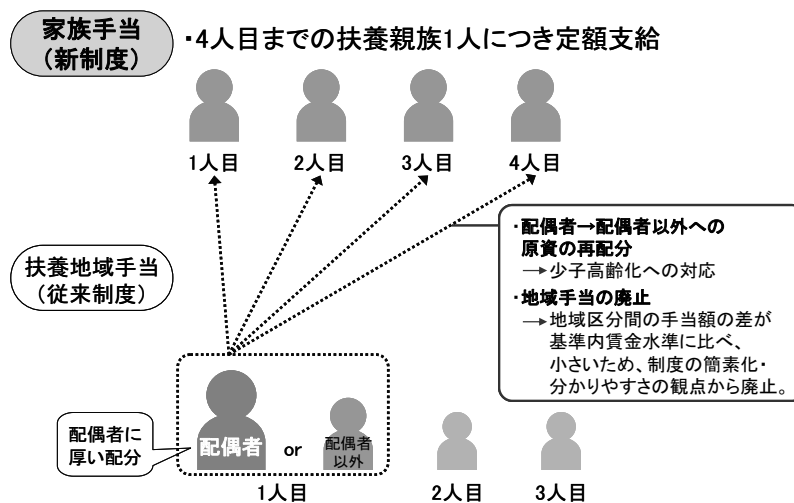 家族手当
（新制度）
・4人目までの扶養親族1人につき定額支給
1人目
2人目
3人目
4人目
・配偶者→配偶者以外への
原資の再配分
→少子高齢化への対応
・地域手当の廃止
→地域区分間の手当額の差が
基準内賃金水準に比べ、
小さいため、制度の簡素化・
分かりやすさの観点から廃止。
扶養地域手当
（従来制度）
配偶者に
厚い配分
配偶者
or
配偶者
以外
1人目
2人目
3人目